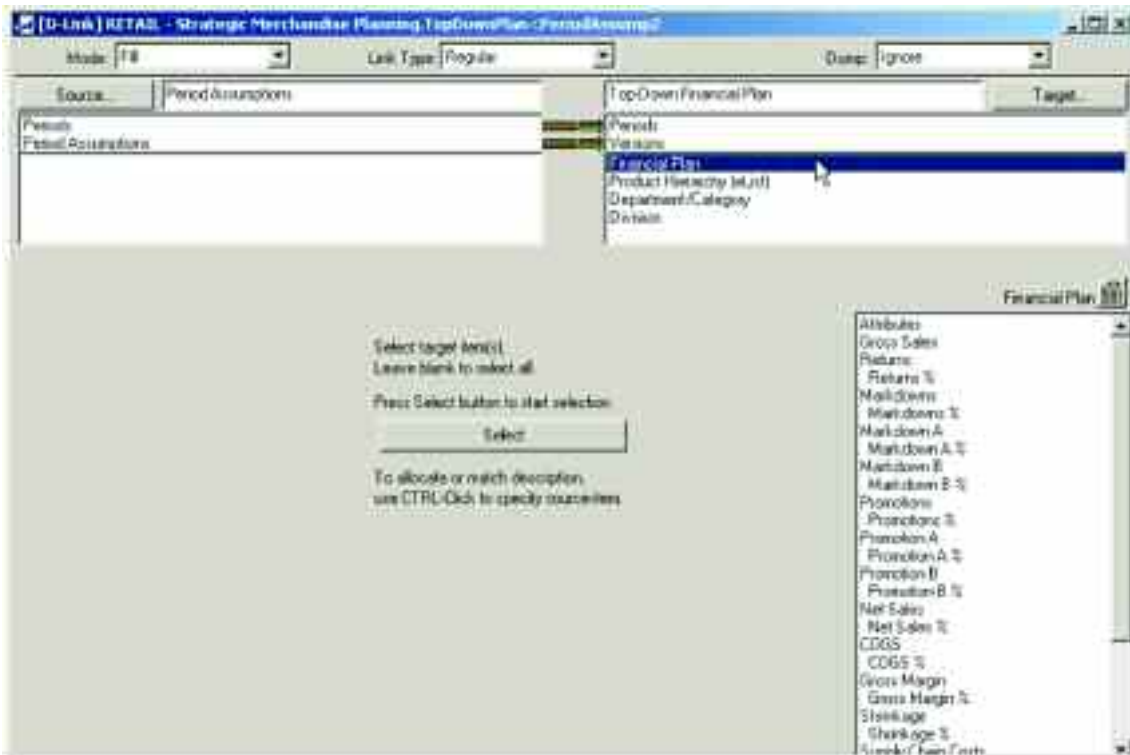 [D-Link] RETAIL - Strategic Merchandise Planning.TopDownPlan-:PeriodAssump2
Mode: Fill Link Type: Regular Dump: Ignore
Source... Period Assumptions Top-Down Financial Plan Target...
Periods Periods
Period Assumptions Versions
Financial Plan
Product Hierarchy (eList)
Department/Category
Division
Financial Plan
Select target item(s).
Leave blank to select all.
Press Select button to start selection
Select
To allocate or match description,
use CTRL-Click to specify source item
Attributes
Gross Sales
Returns
Returns %
Markdowns
Markdowns %
Markdown A
Markdown A %
Markdown B
Markdown B %
Promotions
Promotions %
Promotion A
Promotion A %
Promotion B
Promotion B %
Net Sales
Net Sales %
COGS
COGS %
Gross Margin
Gross Margin %
Shrinkage
Shrinkage %
Supply Chain Costs